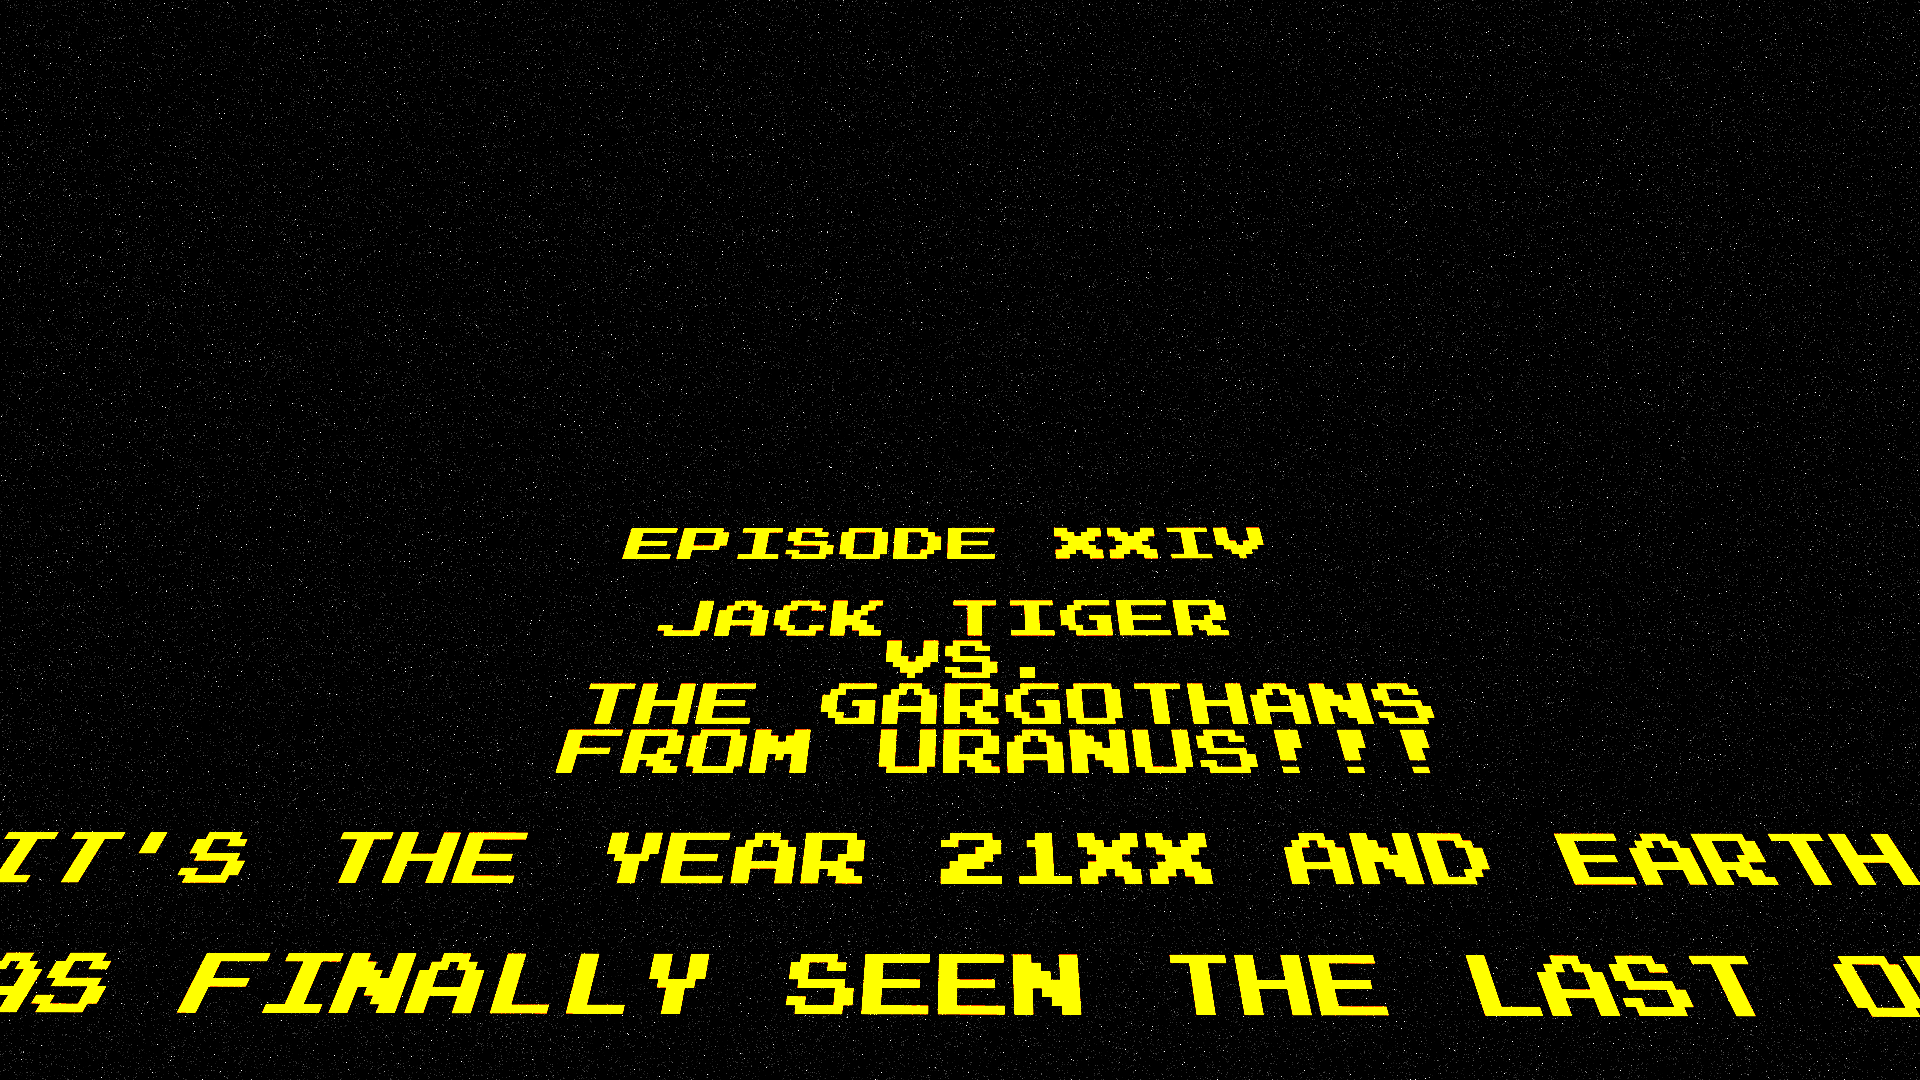 EPISODE XXIV
JACK TIGER
VS.
THE GARGOTHANS
FROM URANUS!!!
IT'S THE YEAR 21XX AND EARTH
AS FINALLY SEEN THE LAST